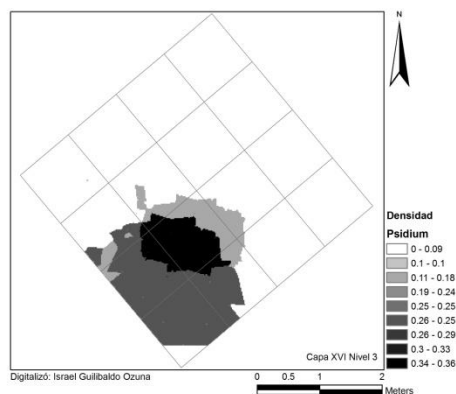 N
Densidad
Psidium
0 - 0.09
0.1 - 0.1
0.11 - 0.18
0.19 - 0.24
0.25 - 0.25
0.26 - 0.25
0.26 - 0.29
0.3 - 0.33
0.34 - 0.36
Capa XVI Nivel 3
Digitalizó: Israel Guilibaldo Ozuna
0 0.5 1 2
Meters